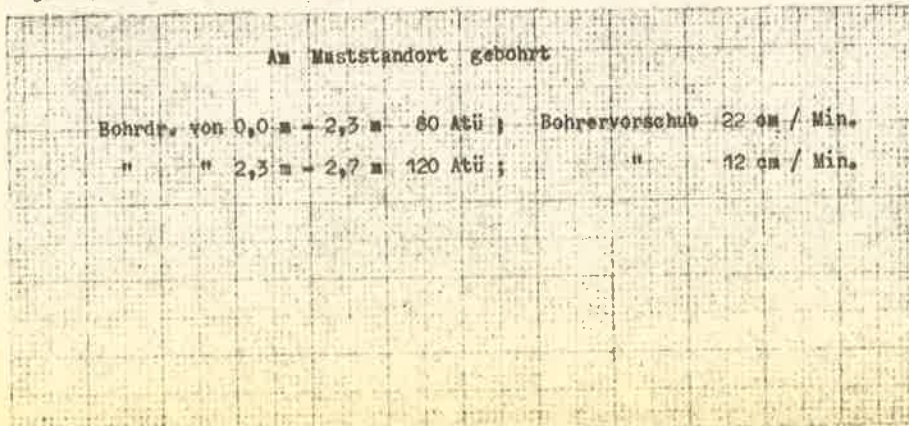 Am Maststandort gebohrt
Bohrdr. von 0,0 m - 2,3 m 80 Atü ; Bohrervorschub 22 cm / Min.
" " 2,3 m - 2,7 m 120 Atü ; " 12 cm / Min.